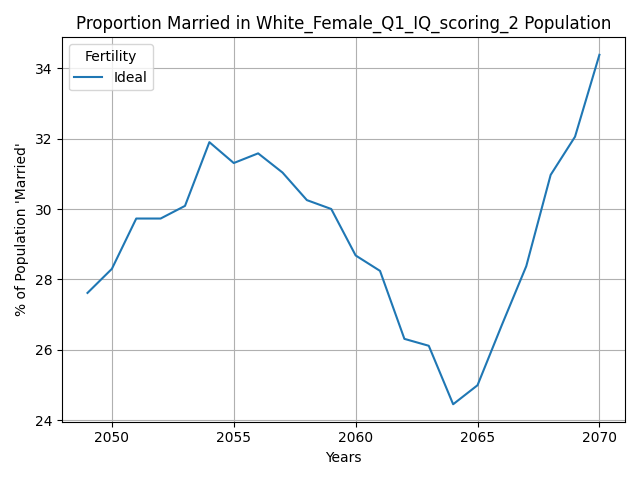 Proportion Married in White_Female_Q1_IQ_scoring_2 Population
Fertility
Ideal
% of Population 'Married'
34
32
30
28
26
24
2050
2055
2060
2065
2070
Years